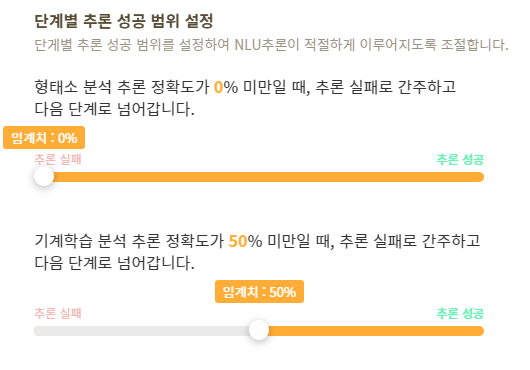 단계별 추론 성공 범위 설정
단계별 추론 성공 범위를 설정하여 NLU추론이 적절하게 이루어지도록 조절합니다.
형태소 분석 추론 정확도가 0% 미만일 때, 추론 실패로 간주하고
다음 단계로 넘어갑니다.
임계치 : 0%
추론 실패 추론 성공
기계학습 분석 추론 정확도가 50% 미만일 때, 추론 실패로 간주하고
다음 단계로 넘어갑니다.
임계치 : 50%
추론 실패 추론 성공